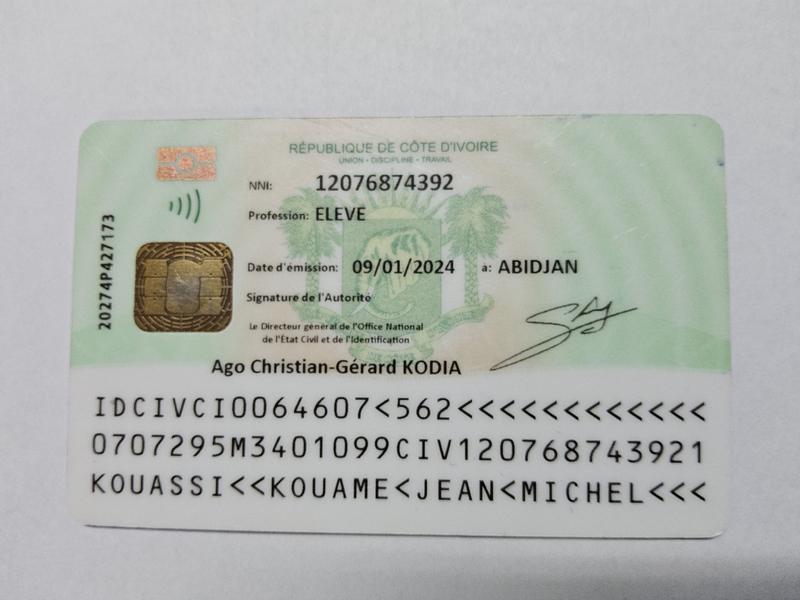 RÉPUBLIQUE DE CÔTE D'IVOIRE
UNION - DISCIPLINE - TRAVAIL
NNI: 12076874392
Profession: ELEVE
20274P427173
Date d'émission: 09/01/2024 à: ABIDJAN
Signature de l'Autorité
Le Directeur général de l'Office National
de l'État Civil et de l'Identification
Ago Christian-Gérard KODIA
IDCIVCI0064607<562<<<<<<<<<<<<
0707295M3401099CIV120768743921
KOUASSI<<KOUAME<JEAN<MICHEL<<<